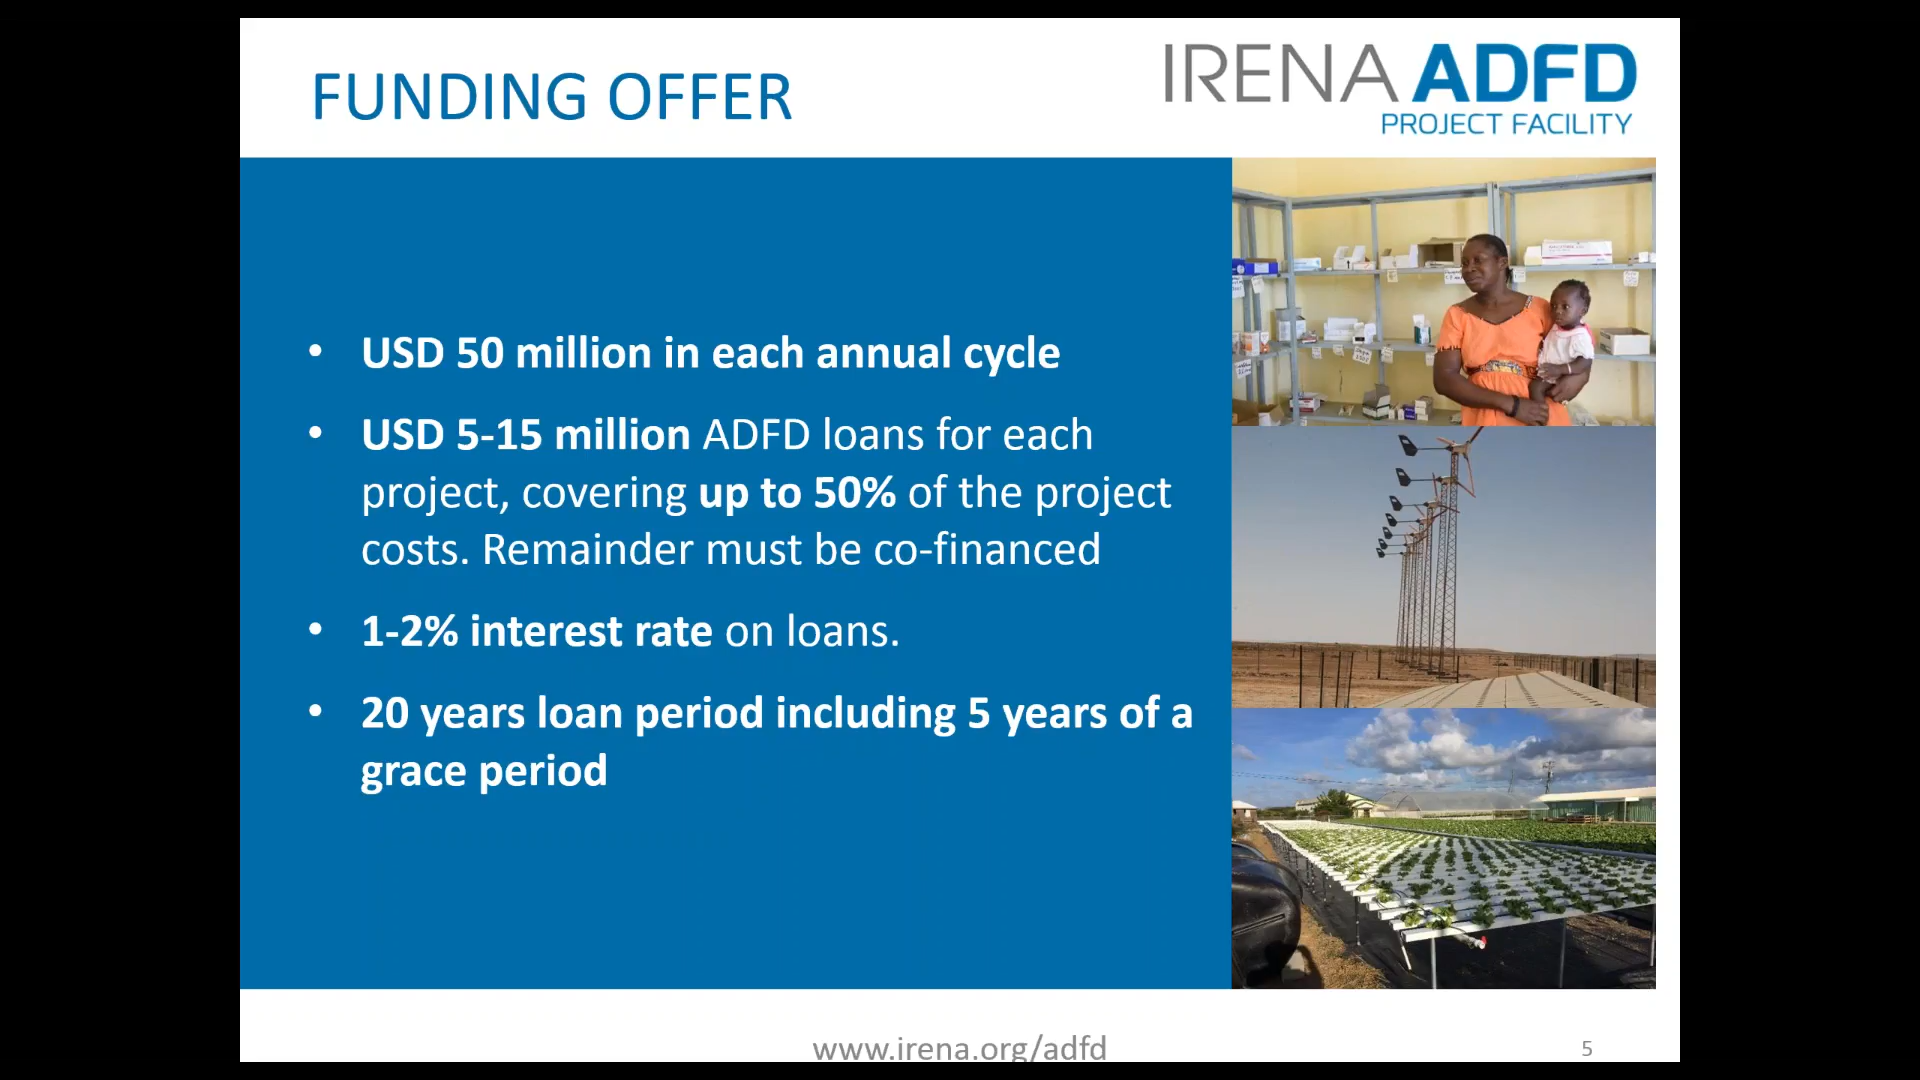 FUNDING OFFER
IRENA ADFD
PROJECT FACILITY
• USD 50 million in each annual cycle
• USD 5-15 million ADFD loans for each
project, covering up to 50% of the project
costs. Remainder must be co-financed
• 1-2% interest rate on loans.
• 20 years loan period including 5 years of a
grace period
www.irena.org/adfd
5